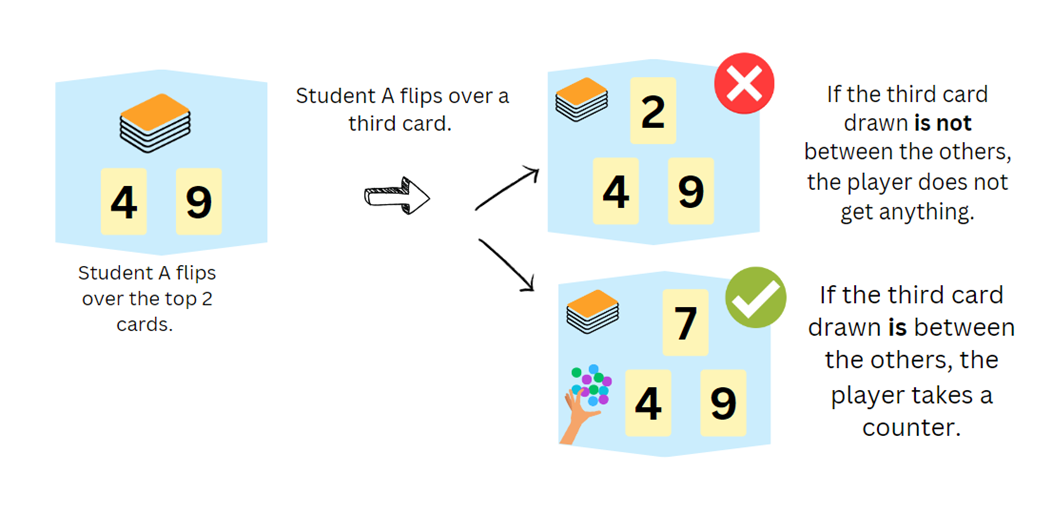 4 9
Student A flips
over the top 2
cards.
Student A flips over a
third card.
2
4 9
If the third card
drawn is not
between the others,
the player does not
get anything.
7
4 9
If the third card
drawn is between
the others, the
player takes a
counter.